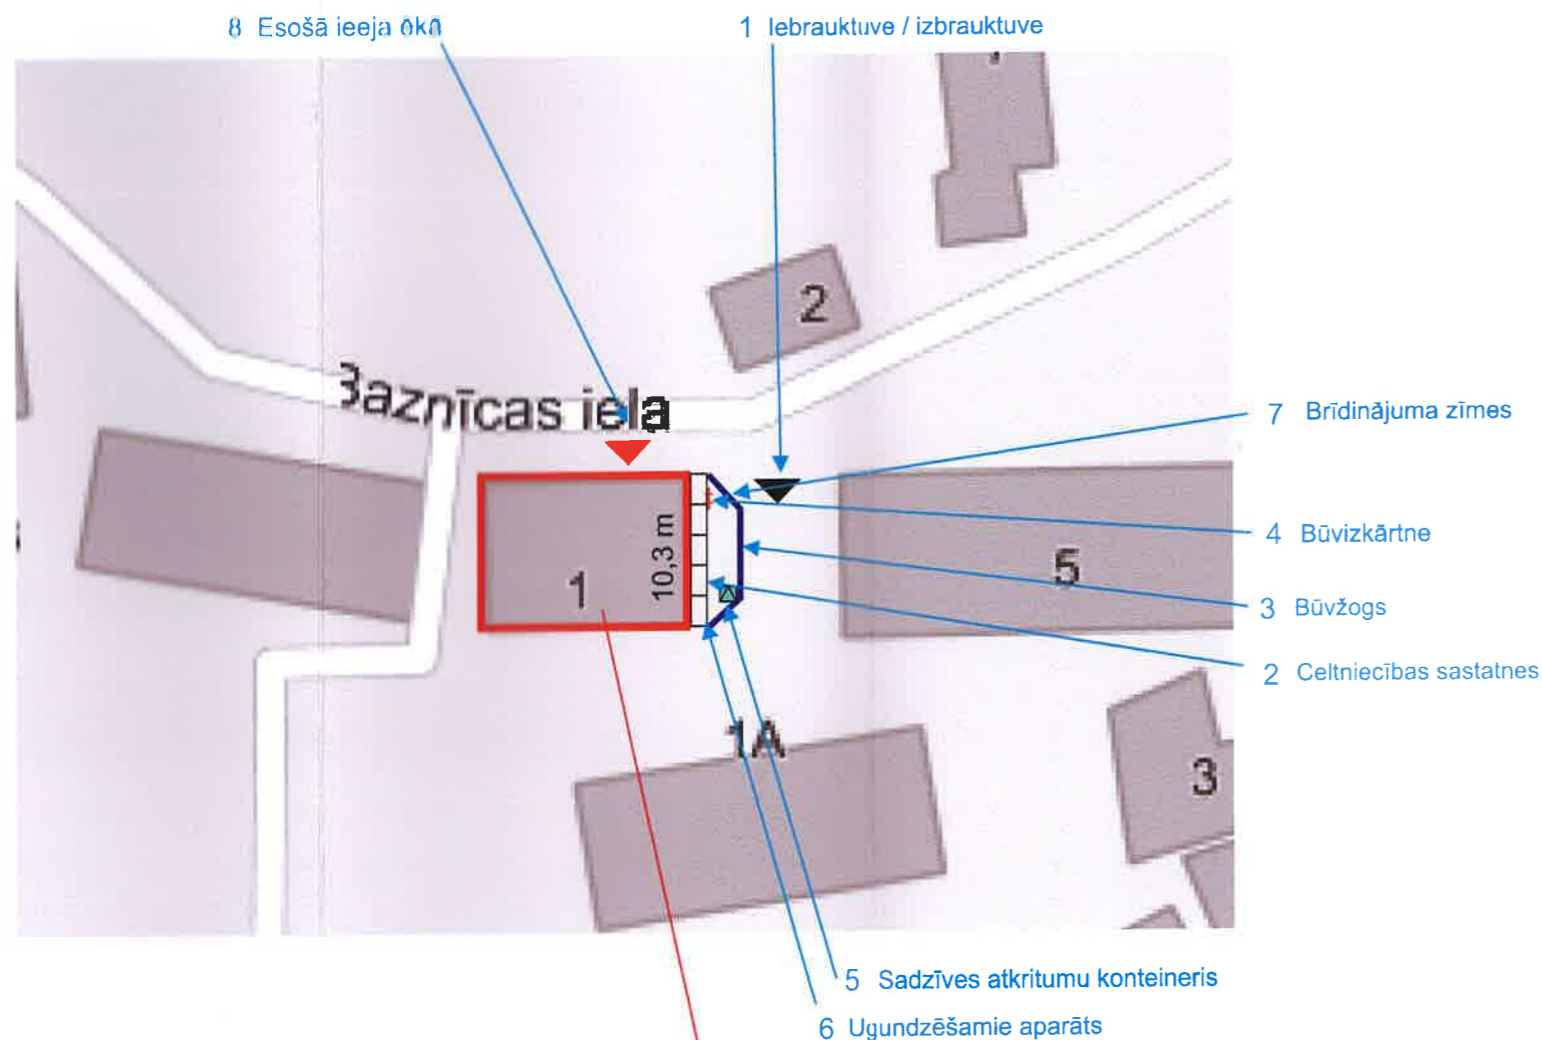 8 Esošā ieeja ēkā
1 Iebrauktuve / izbrauktuve
2
Baznīcas iela
7 Brīdinājuma zīmes
4 Būvizkārtne
10,3 m
1
5
3 Būvžogs
2 Celtniecības sastatnes
1A
3
5 Sadzīves atkritumu konteineris
6 Ugundzēšamie aparāts